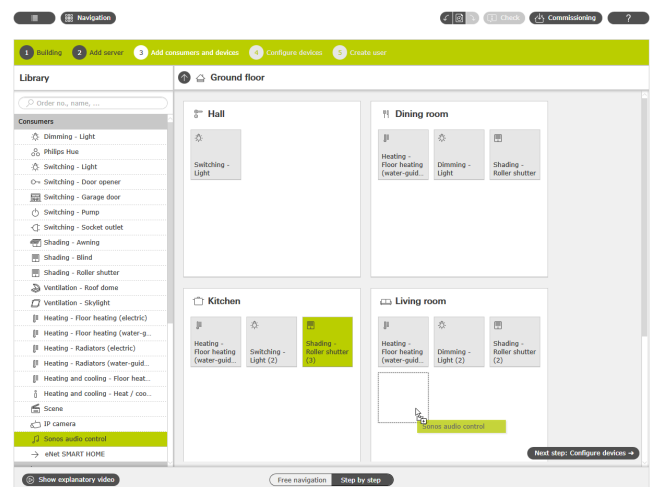 Navigation
Check
Commissioning
?
1 Building 2 Add server 3 Add consumers and devices 4 Configure devices 5 Create user
Library
Ground floor
Order no., name, ...
Consumers
Dimming - Light
Philips Hue
Switching - Light
Switching - Door opener
Switching - Garage door
Switching - Pump
Switching - Socket outlet
Shading - Awning
Shading - Blind
Shading - Roller shutter
Ventilation - Roof dome
Ventilation - Skylight
Heating - Floor heating (electric)
Heating - Floor heating (water-g...
Heating - Radiators (electric)
Heating - Radiators (water-guid...
Heating and cooling - Floor heat...
Heating and cooling - Heat / coo...
Scene
IP camera
Sonos audio control
eNet SMART HOME
Hall
Switching -
Light
Dining room
Heating -
Floor heating
(water-guid...
Dimming -
Light
Shading -
Roller shutter
Kitchen
Heating -
Floor heating
(water-guid...
Switching -
Light (2)
Shading -
Roller shutter
(3)
Living room
Heating -
Floor heating
(water-guid...
Dimming -
Light (2)
Shading -
Roller shutter
(2)
Sonos audio control
Next step: Configure devices
Show explanatory video
Free navigation Step by step